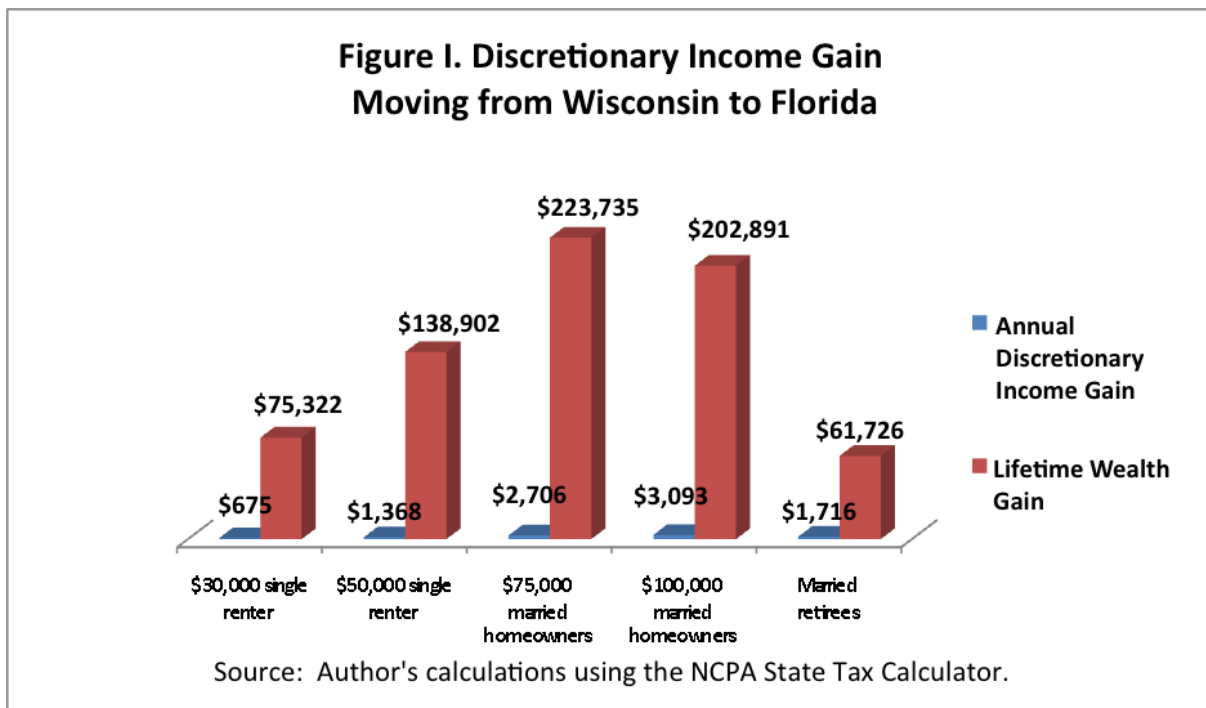 Figure I. Discretionary Income Gain
Moving from Wisconsin to Florida
$223,735
$202,891
$138,902
$75,322
$61,726
$675
$1,368
$2,706
$3,093
$1,716
Annual
Discretionary
Income Gain
Lifetime Wealth
Gain
$30,000 single
renter
$50,000 single
renter
$75,000
married
homeowners
$100,000
married
homeowners
Married
retirees
Source: Author's calculations using the NCPA State Tax Calculator.